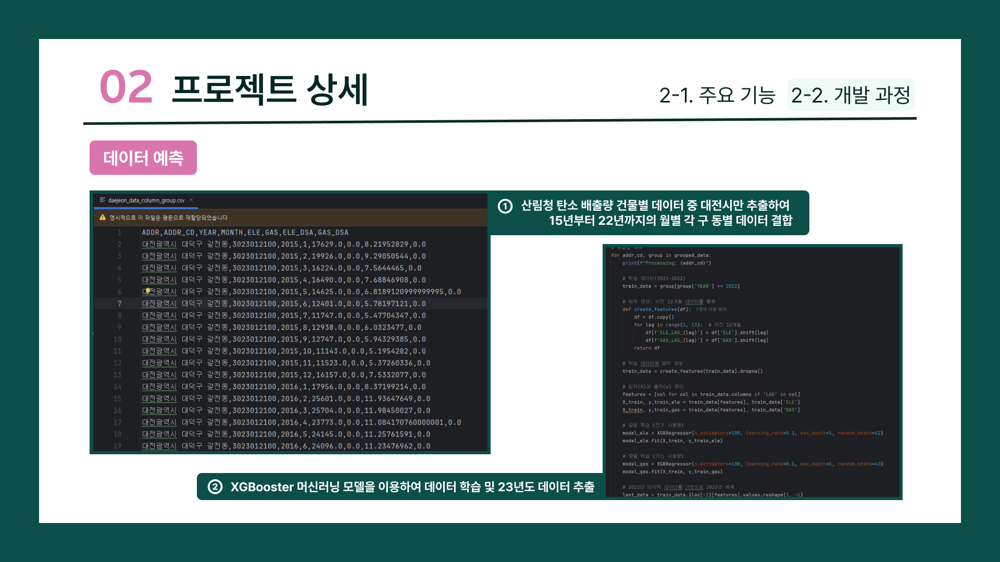 02 프로젝트 상세
2-1. 주요 기능 2-2. 개발 과정
데이터 예측
daejeon_data_column_group.csv ×
명시적으로 이 파일은 평문으로 재할당되었습니다
1 ADDR,ADDR_CD,YEAR,MONTH,ELE,GAS,ELE_DSA,GAS_DSA
2 대전광역시 대덕구 갈전동,3023012100,2015,1,17629.0,0.0,8.21952829,0.0
3 대전광역시 대덕구 갈전동,3023012100,2015,2,19926.0,0.0,9.29050544,0.0
4 대전광역시 대덕구 갈전동,3023012100,2015,3,16224.0,0.0,7.5644465,0.0
5 대전광역시 대덕구 갈전동,3023012100,2015,4,16490.0,0.0,7.68846908,0.0
6 대전광역시 대덕구 갈전동,3023012100,2015,5,14625.0,0.0,6.8189120999999995,0.0
7 대전광역시 대덕구 갈전동,3023012100,2015,6,12401.0,0.0,5.78197121,0.0
8 대전광역시 대덕구 갈전동,3023012100,2015,7,11747.0,0.0,5.47704347,0.0
9 대전광역시 대덕구 갈전동,3023012100,2015,8,12938.0,0.0,6.0323477,0.0
10 대전광역시 대덕구 갈전동,3023012100,2015,9,12747.0,0.0,5.94329385,0.0
11 대전광역시 대덕구 갈전동,3023012100,2015,10,11143.0,0.0,5.1954282,0.0
12 대전광역시 대덕구 갈전동,3023012100,2015,11,11523.0,0.0,5.37260336,0.0
13 대전광역시 대덕구 갈전동,3023012100,2015,12,16157.0,0.0,7.5332077,0.0
14 대전광역시 대덕구 갈전동,3023012100,2016,1,17956.0,0.0,8.37199214,0.0
15 대전광역시 대덕구 갈전동,3023012100,2016,2,25601.0,0.0,11.93647649,0.0
16 대전광역시 대덕구 갈전동,3023012100,2016,3,25704.0,0.0,11.98450027,0.0
17 대전광역시 대덕구 갈전동,3023012100,2016,4,23773.0,0.0,11.084170760000001,0.0
18 대전광역시 대덕구 갈전동,3023012100,2016,5,24145.0,0.0,11.25761591,0.0
19 대전광역시 대덕구 갈전동,3023012100,2016,6,24096.0,0.0,11.23476962,0.0
① 산림청 탄소 배출량 건물별 데이터 중 대전시만 추출하여
15년부터 22년까지의 월별 각 구 동별 데이터 결합
for addr_cd, group in grouped_data:
print(f"Processing: {addr_cd}")
# 학습 데이터(2021~2022)
train_data = group[group['YEAR'] <= 2022]
# 피처 생성: 이전 12개월 데이터를 활용
def create_features(df): 1개의 사용 위치
df = df.copy()
for lag in range(1, 13): # 이전 12개월
df[f'ELE_LAG_{lag}'] = df['ELE'].shift(lag)
df[f'GAS_LAG_{lag}'] = df['GAS'].shift(lag)
return df
# 학습 데이터에 피처 생성
train_data = create_features(train_data).dropna()
# 입력(X)과 출력(y) 분리
features = [col for col in train_data.columns if 'LAG' in col]
X_train, y_train_ele = train_data[features], train_data['ELE']
X_train, y_train_gas = train_data[features], train_data['GAS']
# 모델 학습 (전기 사용량)
model_ele = XGBRegressor(n_estimators=100, learning_rate=0.1, max_depth=5, random_state=42)
model_ele.fit(X_train, y_train_ele)
# 모델 학습 (가스 사용량)
model_gas = XGBRegressor(n_estimators=100, learning_rate=0.1, max_depth=5, random_state=42)
model_gas.fit(X_train, y_train_gas)
# 2022년 마지막 데이터를 기반으로 2023년 예측
last_data = train_data.iloc[-1][features].values.reshape(1, -1)
② XGBooster 머신러닝 모델을 이용하여 데이터 학습 및 23년도 데이터 추출